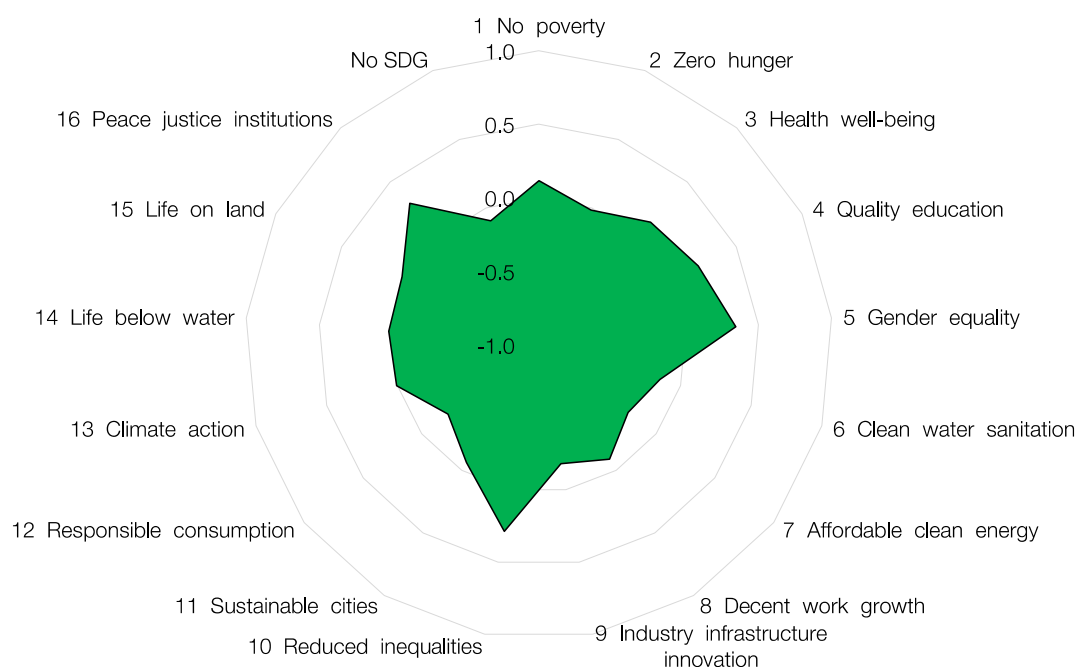 1 No poverty
1.0
No SDG
2 Zero hunger
16 Peace justice institutions
3 Health well-being
0.5
15 Life on land
0.0
4 Quality education
-0.5
14 Life below water
5 Gender equality
-1.0
13 Climate action
6 Clean water sanitation
12 Responsible consumption
7 Affordable clean energy
11 Sustainable cities
8 Decent work growth
10 Reduced inequalities
9 Industry infrastructure
innovation